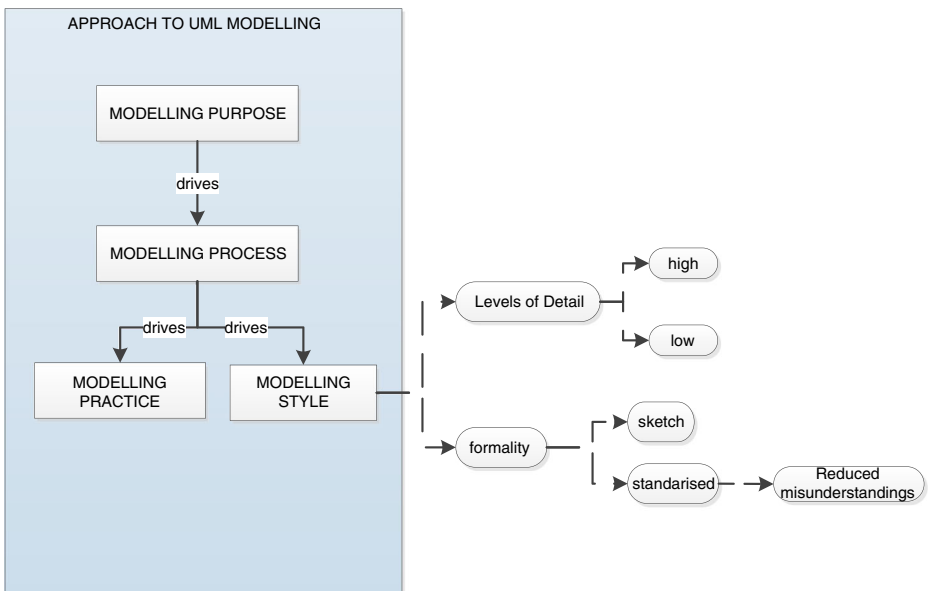 APPROACH TO UML MODELLING
MODELLING PURPOSE
drives
MODELLING PROCESS
drives
drives
MODELLING
PRACTICE
MODELLING
STYLE
Levels of Detail
high
low
formality
sketch
standarised
Reduced
misunderstandings